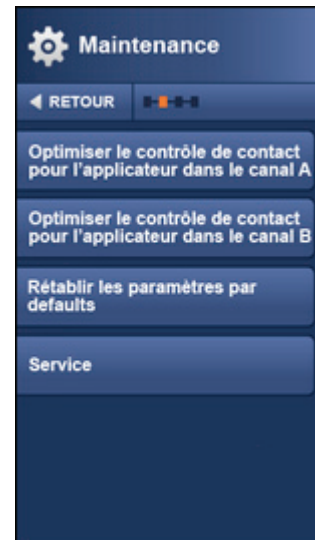 Maintenance
RETOUR
Optimiser le contrôle de contact
pour l'applicateur dans le canal A
Optimiser le contrôle de contact
pour l'applicateur dans le canal B
Rétablir les paramètres par
defaults
Service